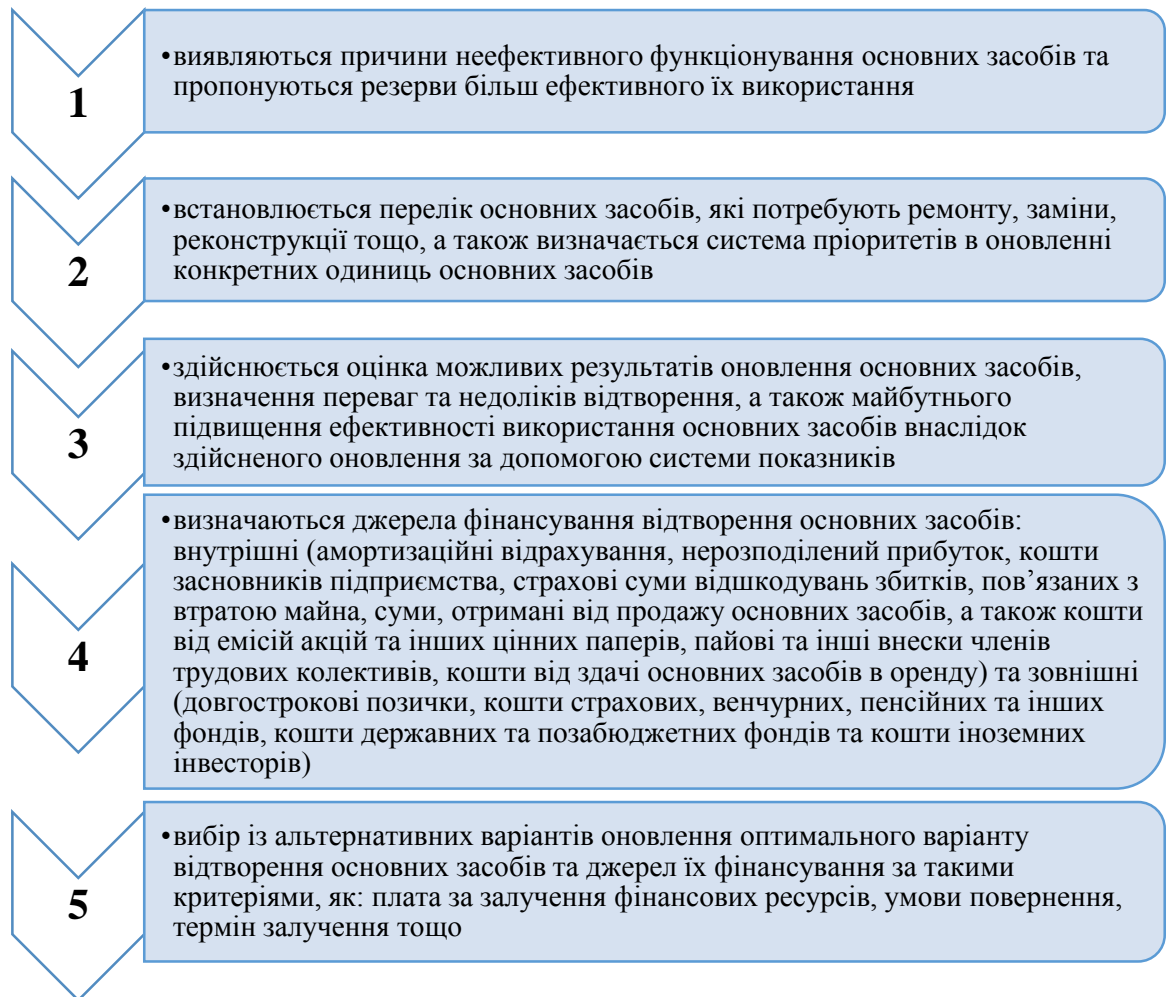 1
•виявляються причини неефективного функціонування основних засобів та
пропонуються резерви більш ефективного їх використання
2
•встановлюється перелік основних засобів, які потребують ремонту, заміни,
реконструкції тощо, а також визначається система пріоритетів в оновленні
конкретних одиниць основних засобів
3
•здійснюється оцінка можливих результатів оновлення основних засобів,
визначення переваг та недоліків відтворення, а також майбутнього
підвищення ефективності використання основних засобів внаслідок
здійсненого оновлення за допомогою системи показників
4
•визначаються джерела фінансування відтворення основних засобів:
внутрішні (амортизаційні відрахування, нерозподілений прибуток, кошти
засновників підприємства, страхові суми відшкодувань збитків, пов’язаних з
втратою майна, суми, отримані від продажу основних засобів, а також кошти
від емісій акцій та інших цінних паперів, пайові та інші внески членів
трудових колективів, кошти від здачі основних засобів в оренду) та зовнішні
(довгострокові позички, кошти страхових, венчурних, пенсійних та інших
фондів, кошти державних та позабюджетних фондів та кошти іноземних
інвесторів)
5
•вибір із альтернативних варіантів оновлення оптимального варіанту
відтворення основних засобів та джерел їх фінансування за такими
критеріями, як: плата за залучення фінансових ресурсів, умови повернення,
термін залучення тощо